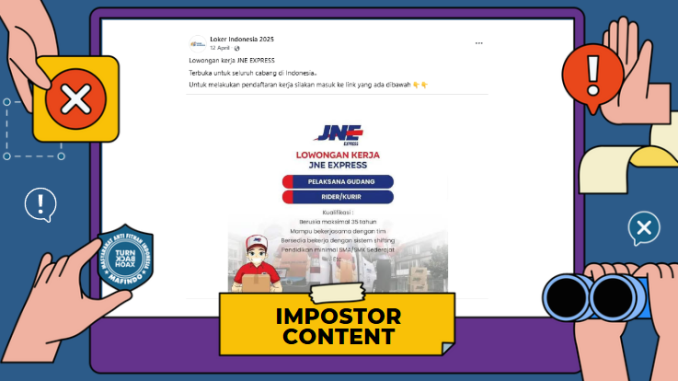 Loker Indonesia 2025
12 April
Lowongan kerja JNE EXPRESS
Terbuka untuk seluruh cabang di Indonesia..
Untuk melakukan pendaftaran kerja silakan masuk ke link yang ada dibawah 👇👇
JNE
EXPRESS
LOWONGAN KERJA
JNE EXPRESS
PELAKSANA GUDANG
RIDER/KURIR
Kualifikasi :
Berusia maksimal 35 tahun
Mampu bekerjasama dengan tim
Bersedia bekerja dengan sistem shifting
Pendidikan minimal SMA/SMK Sederajat
MASYARAKAT ANTI FITNAH INDONESIA
TURN
BACK
HOAX
MAFINDO
IMPOSTOR
CONTENT